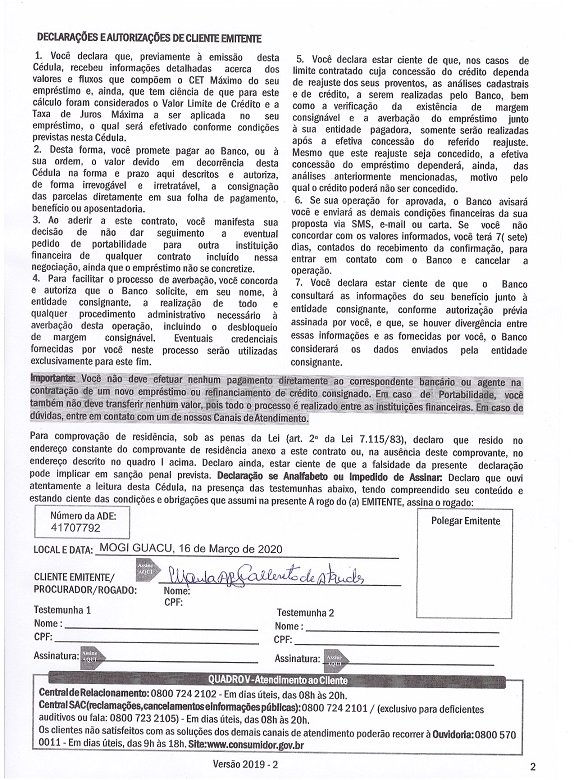 DECLARAÇÕES E AUTORIZAÇÕES DE CLIENTE EMITENTE
1. Você declara que, previamente à emissão desta
Cédula, recebeu informações detalhadas acerca dos
valores e fluxos que compõem o CET Máximo do seu
empréstimo e, ainda, que tem ciência de que para este
cálculo foram considerados o Valor Limite de Crédito e a
Taxa de Juros Máxima a ser aplicada no seu
empréstimo, o qual será efetivado conforme condições
previstas nesta Cédula.
2. Desta forma, você promete pagar ao Banco, ou à
sua ordem, o valor devido em decorrência desta
Cédula na forma e prazo aqui descritos e autoriza,
de forma irrevogável e irretratável, a consignação
das parcelas diretamente em sua folha de pagamento,
benefício ou aposentadoria.
3. Ao aderir a este contrato, você manifesta sua
decisão de não dar seguimento a eventual
pedido de portabilidade para outra instituição
financeira de qualquer contrato incluído nessa
negociação, ainda que o empréstimo não se concretize.
4. Para facilitar o processo de averbação, você concorda
e autoriza que o Banco solicite, em seu nome, à
entidade consignante, a realização de todo e
qualquer procedimento administrativo necessário à
averbação desta operação, incluindo o desbloqueio
de margem consignável. Eventuais credenciais
fornecidas por você neste processo serão utilizadas
exclusivamente para este fim.
5. Você declara estar ciente de que, nos casos de
limite contratado cuja concessão do crédito dependa
de reajuste dos seus proventos, as análises cadastrais
e de crédito, a serem realizadas pelo Banco, bem
como a verificação da existência de margem
consignável e a averbação do empréstimo junto
à sua entidade pagadora, somente serão realizadas
após a efetiva concessão do referido reajuste.
Mesmo que este reajuste seja concedido, a efetiva
concessão do empréstimo dependerá, ainda, das
análises anteriormente mencionadas, motivo pelo
qual o crédito poderá não ser concedido.
6. Se sua operação for aprovada, o Banco avisará
você e enviará as demais condições financeiras da sua
proposta via SMS, e-mail ou carta. Se você não
concordar com os valores informados, você terá 7( sete)
dias, contados do recebimento da confirmação, para
entrar em contato com o Banco e cancelar a
operação.
7. Você declara estar ciente de que o Banco
consultará as informações do seu benefício junto à
entidade consignante, conforme autorização prévia
assinada por você, e que, se houver divergência entre
essas informações e as fornecidas por você, o Banco
considerará os dados enviados pela entidade
consignante.
Importante: Você não deve efetuar nenhum pagamento diretamente ao correspondente bancário ou agente na
contratação de um novo empréstimo ou refinanciamento de crédito consignado. Em caso de Portabilidade, você
também não deve transferir nenhum valor, pois todo o processo é realizado entre as instituições financeiras. Em caso de
dúvidas, entre em contato com um de nossos Canais de Atendimento.
Para comprovação de residência, sob as penas da Lei (art. 2º da Lei 7.115/83), declaro que resido no
endereço constante do comprovante de residência anexo a este contrato ou, na ausência deste comprovante, no
endereço descrito no quadro I acima. Declaro ainda, estar ciente de que a falsidade da presente declaração
pode implicar em sanção penal prevista. Declaração se Analfabeto ou Impedido de Assinar: Declaro que ouvi
atentamente a leitura desta Cédula, na presença das testemunhas abaixo, tendo compreendido seu conteúdo e
estando ciente das condições e obrigações que assumi na presente A rogo do (a) EMITENTE, assina o rogado:
Número da ADE:
41707792
Polegar Emitente
LOCAL E DATA: MOGI GUACU, 16 de Março de 2020
Assine AQUI
CLIENTE EMITENTE/
PROCURADOR/ROGADO:
Nome:
CPF:
Testemunha 1
Nome :
CPF:
Assinatura: Assine AQUI
Testemunha 2
Nome :
CPF:
Assinatura: Assine AQUI
QUADRO V - Atendimento ao Cliente
Central de Relacionamento: 0800 724 2102 - Em dias úteis, das 08h às 20h.
Central SAC (reclamações, cancelamentos e informações públicas): 0800 724 2101 / (exclusivo para deficientes
auditivos ou fala: 0800 723 2105) - Em dias úteis, das 08h às 20h.
Os clientes não satisfeitos com as soluções dos demais canais de atendimento poderão recorrer à Ouvidoria: 0800 570
0011 - Em dias úteis, das 9h às 18h. Site: www.consumidor.gov.br
Versão 2019 - 2
2